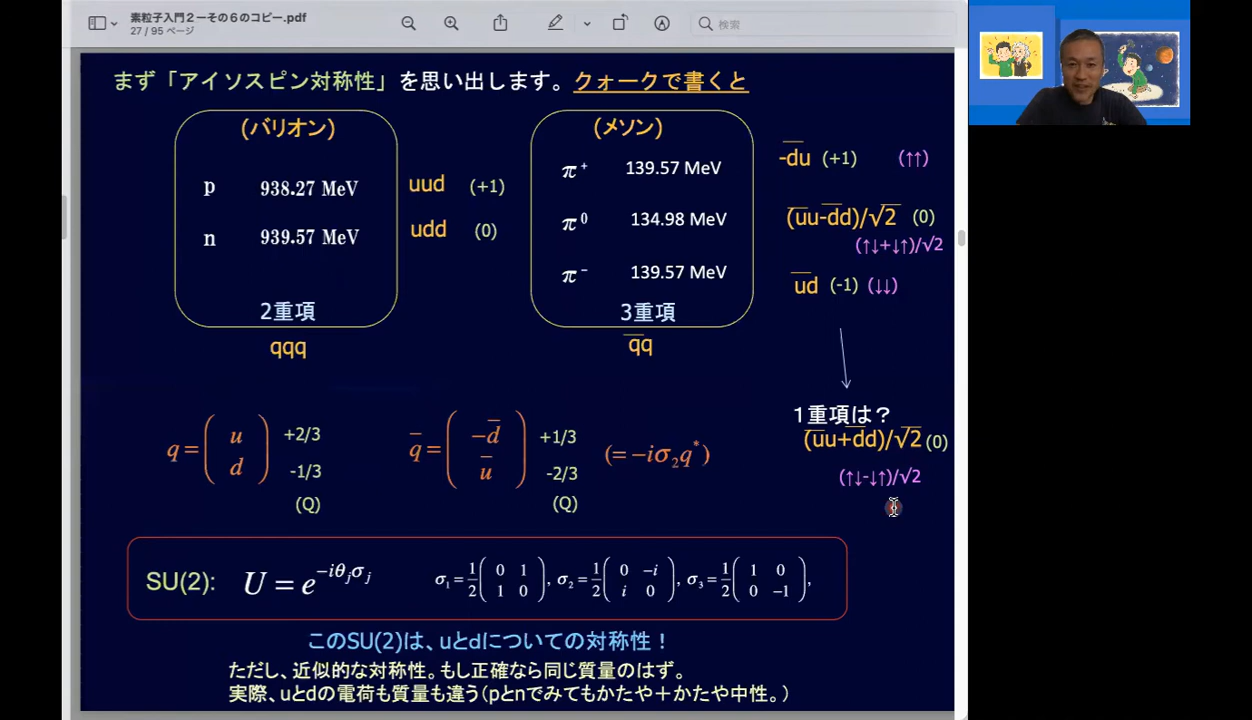 素粒子入門２ーその６のコピー.pdf
27 / 95 ページ
検索
まず「アイソスピン対称性」を思い出します。クォークで書くと
(バリオン)
p 938.27 MeV uud (+1)
n 939.57 MeV udd (0)
2重項
qqq
(メソン)
π⁺ 139.57 MeV
π⁰ 134.98 MeV
π⁻ 139.57 MeV
3重項
q̅q
-d̅u (+1) (↑↑)
(u̅u-d̅d)/√2 (0)
(↑↓+↓↑)/√2
u̅d (-1) (↓↓)
1重項は？
(u̅u+d̅d)/√2 (0)
(↑↓-↓↑)/√2
q = ( u d ) +2/3 -1/3 (Q)
q̅ = ( -d̅ u̅ ) +1/3 -2/3 (Q) (= -iσ₂q*)
SU(2): U = e^{-iθⱼσⱼ} σ₁ = 1/2 ( 0 1 1 0 ), σ₂ = 1/2 ( 0 -i i 0 ), σ₃ = 1/2 ( 1 0 0 -1 ),
このSU(2)は、uとdについての対称性！
ただし、近似的な対称性。もし正確なら同じ質量のはず。
実際、uとdの電荷も質量も違う（pとnでみてもかたや＋かたや中性。）